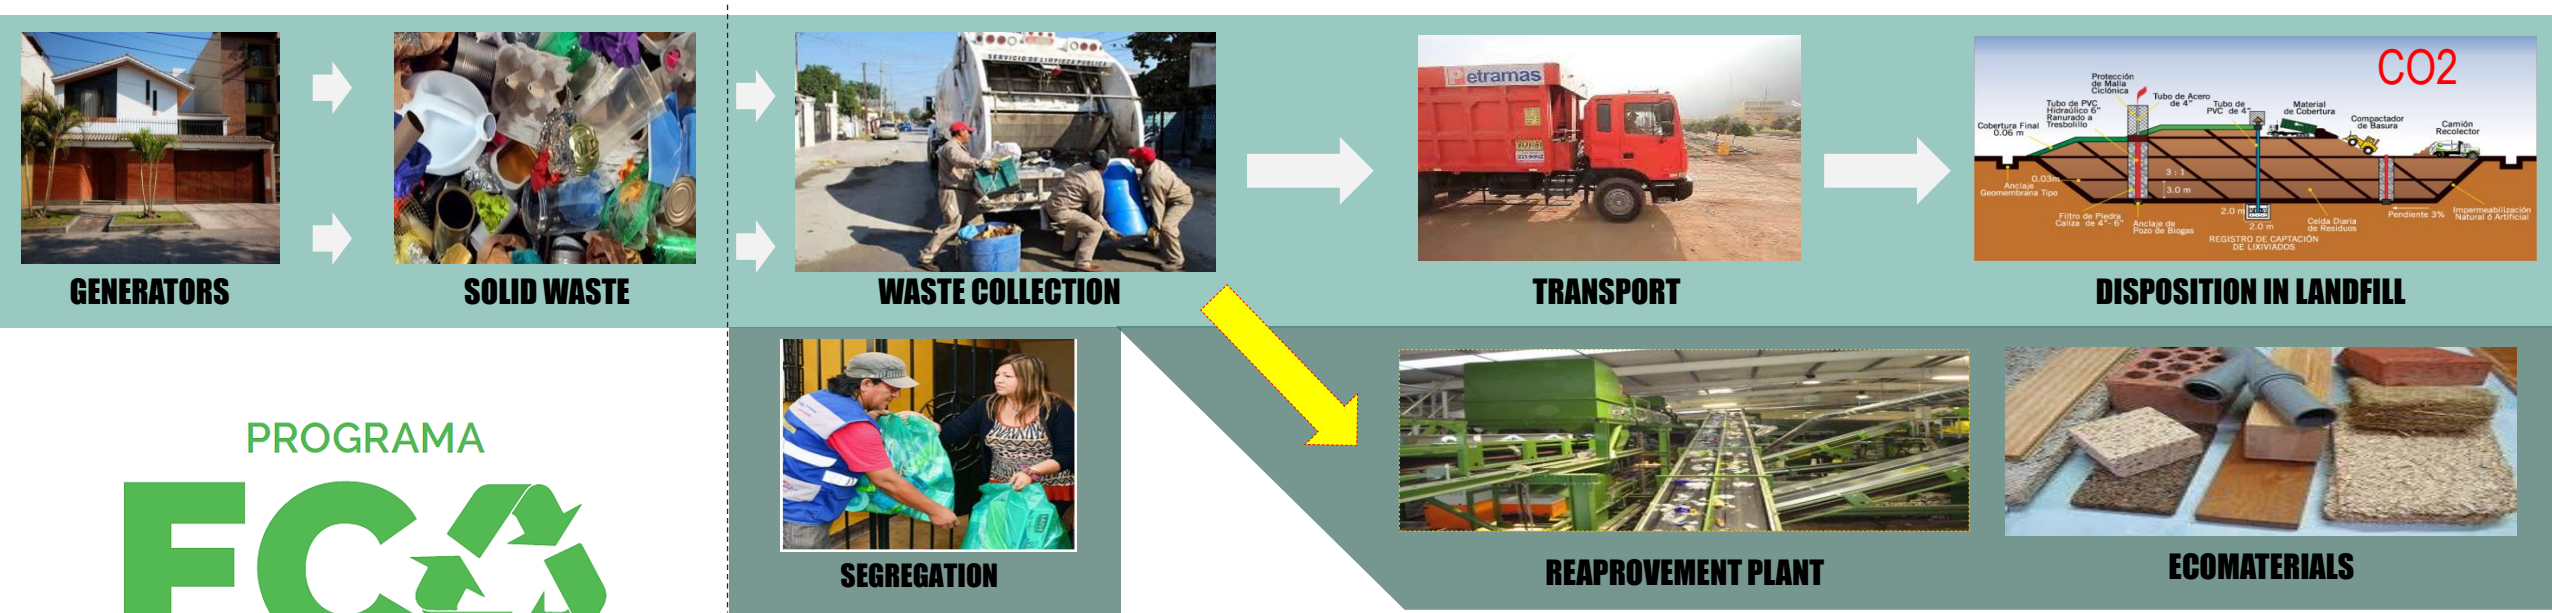 GENERATORS
SOLID WASTE
SERVICIO DE LIMPIEZA PUBLICA
WASTE COLLECTION
Petramas
TRANSPORT
CO2
Protección
de Malla
Ciclónica
Tubo de Acero
de 4"
Tubo de PVC
Hidraúlico 6"
Ranurado a
Tresbolillo
Tubo de
PVC de 4"
Material
de Cobertura
Compactador
de Basura
Camión
Recolector
Cobertura Final
0.06 m
0.03m
Anclaje
Geomembrana Tipo
3 : 1
3.0 m
Filtro de Piedra
Caliza de 4"- 6"
Anclaje de
Pozo de Biogas
2.0 m
2.0 m
REGISTRO DE CAPTACIÓN
DE LIXIVIADOS
Celda Diaria
de Residuos
Pendiente 3%
Impermeabilización
Natural ó Artificial
DISPOSITION IN LANDFILL
PROGRAMA
EC
SEGREGATION
REAPROVEMENT PLANT
ECOMATERIALS